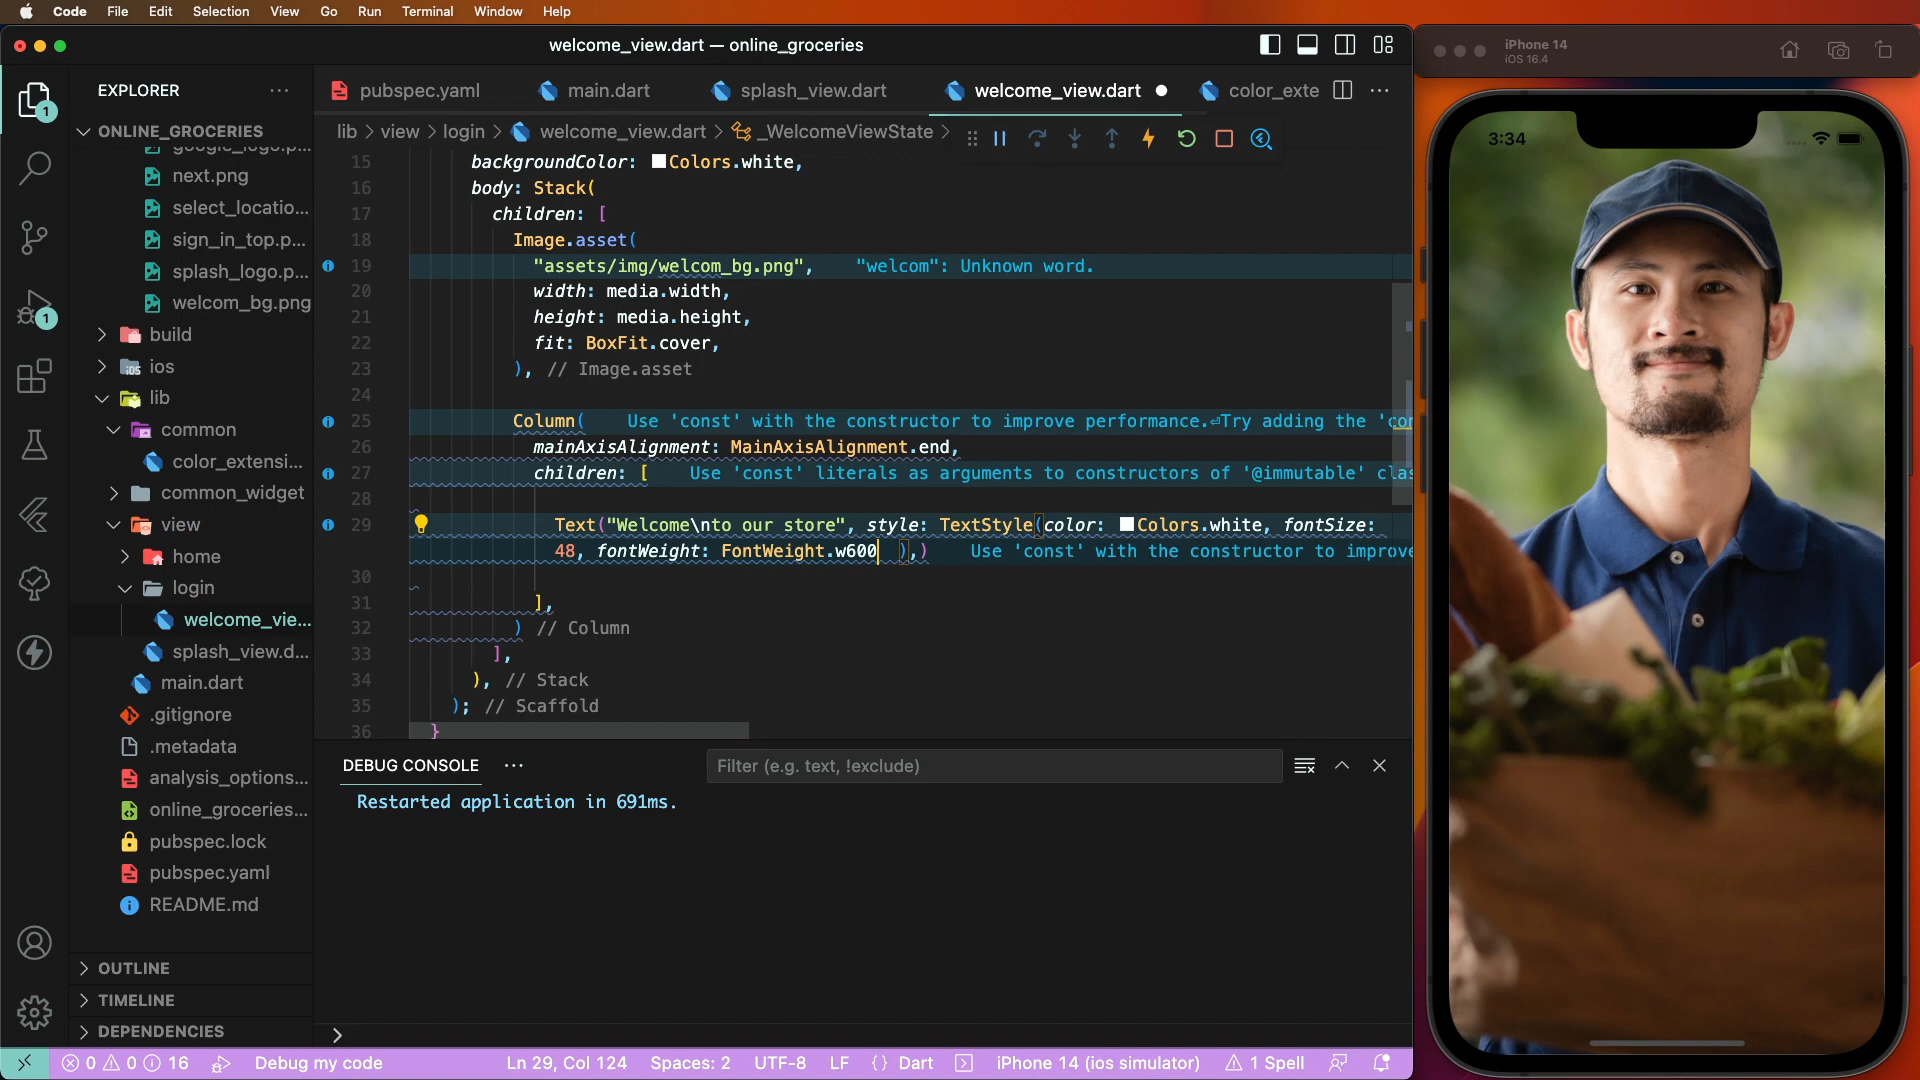 Code File Edit Selection View Go Run Terminal Window Help
welcome_view.dart — online_groceries
iPhone 14
iOS 16.4
EXPLORER
pubspec.yaml main.dart splash_view.dart welcome_view.dart color_exte
1
ONLINE_GROCERIES
lib > view > login > welcome_view.dart > _WelcomeViewState >
3:34
google_logo.p...
next.png
select_locatio...
sign_in_top.p...
splash_logo.p...
welcom_bg.png
1
build
ios
lib
common
color_extensi...
common_widget
view
home
login
welcome_vie...
splash_view.d...
main.dart
.gitignore
.metadata
analysis_options...
online_groceries...
pubspec.lock
pubspec.yaml
README.md
OUTLINE
TIMELINE
DEPENDENCIES
15 backgroundColor: Colors.white,
16 body: Stack(
17 children: [
18 Image.asset(
19 "assets/img/welcom_bg.png", "welcom": Unknown word.
20 width: media.width,
21 height: media.height,
22 fit: BoxFit.cover,
23 ), // Image.asset
24
25 Column( Use 'const' with the constructor to improve performance.⏎Try adding the 'con
26 mainAxisAlignment: MainAxisAlignment.end,
27 children: [ Use 'const' literals as arguments to constructors of '@immutable' clas
28
29 Text("Welcome\nto our store", style: TextStyle(color: Colors.white, fontSize:
48, fontWeight: FontWeight.w600 ),) Use 'const' with the constructor to improve
30
31 ],
32 ) // Column
33 ],
34 ), // Stack
35 ); // Scaffold
36 }
DEBUG CONSOLE
Filter (e.g. text, !exclude)
Restarted application in 691ms.
0 0 16 Debug my code Ln 29, Col 124 Spaces: 2 UTF-8 LF {} Dart iPhone 14 (ios simulator) 1 Spell